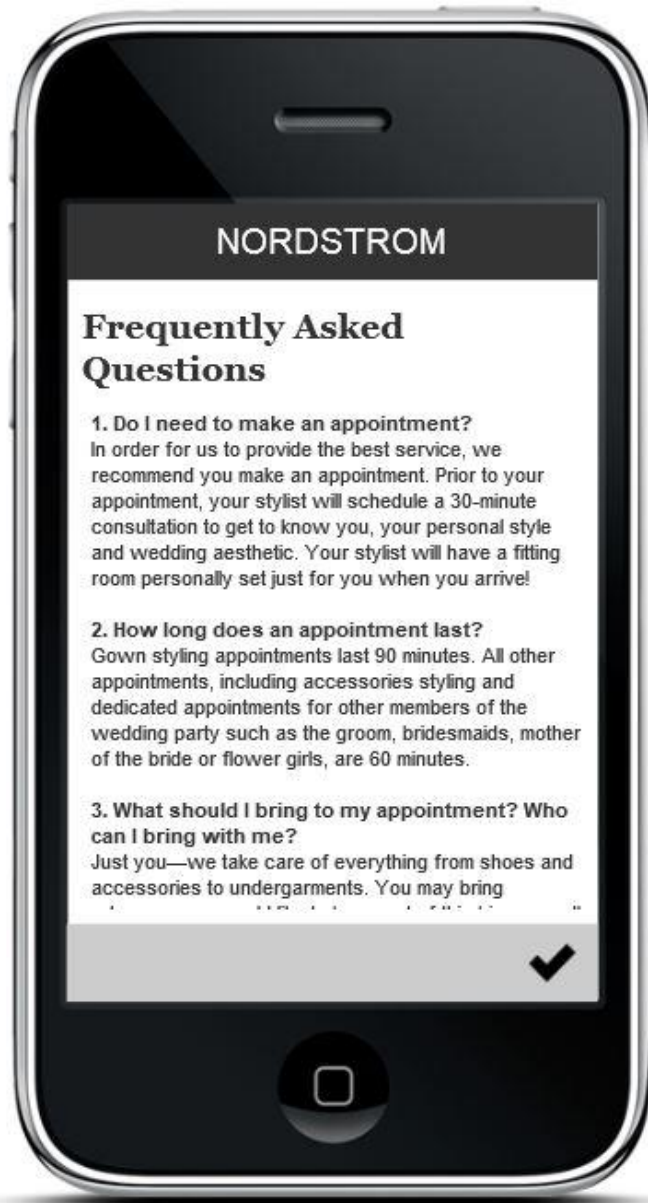 NORDSTROM
Frequently Asked
Questions
1. Do I need to make an appointment?
In order for us to provide the best service, we
recommend you make an appointment. Prior to your
appointment, your stylist will schedule a 30-minute
consultation to get to know you, your personal style
and wedding aesthetic. Your stylist will have a fitting
room personally set just for you when you arrive!
2. How long does an appointment last?
Gown styling appointments last 90 minutes. All other
appointments, including accessories styling and
dedicated appointments for other members of the
wedding party such as the groom, bridesmaids, mother
of the bride or flower girls, are 60 minutes.
3. What should I bring to my appointment? Who
can I bring with me?
Just you—we take care of everything from shoes and
accessories to undergarments. You may bring